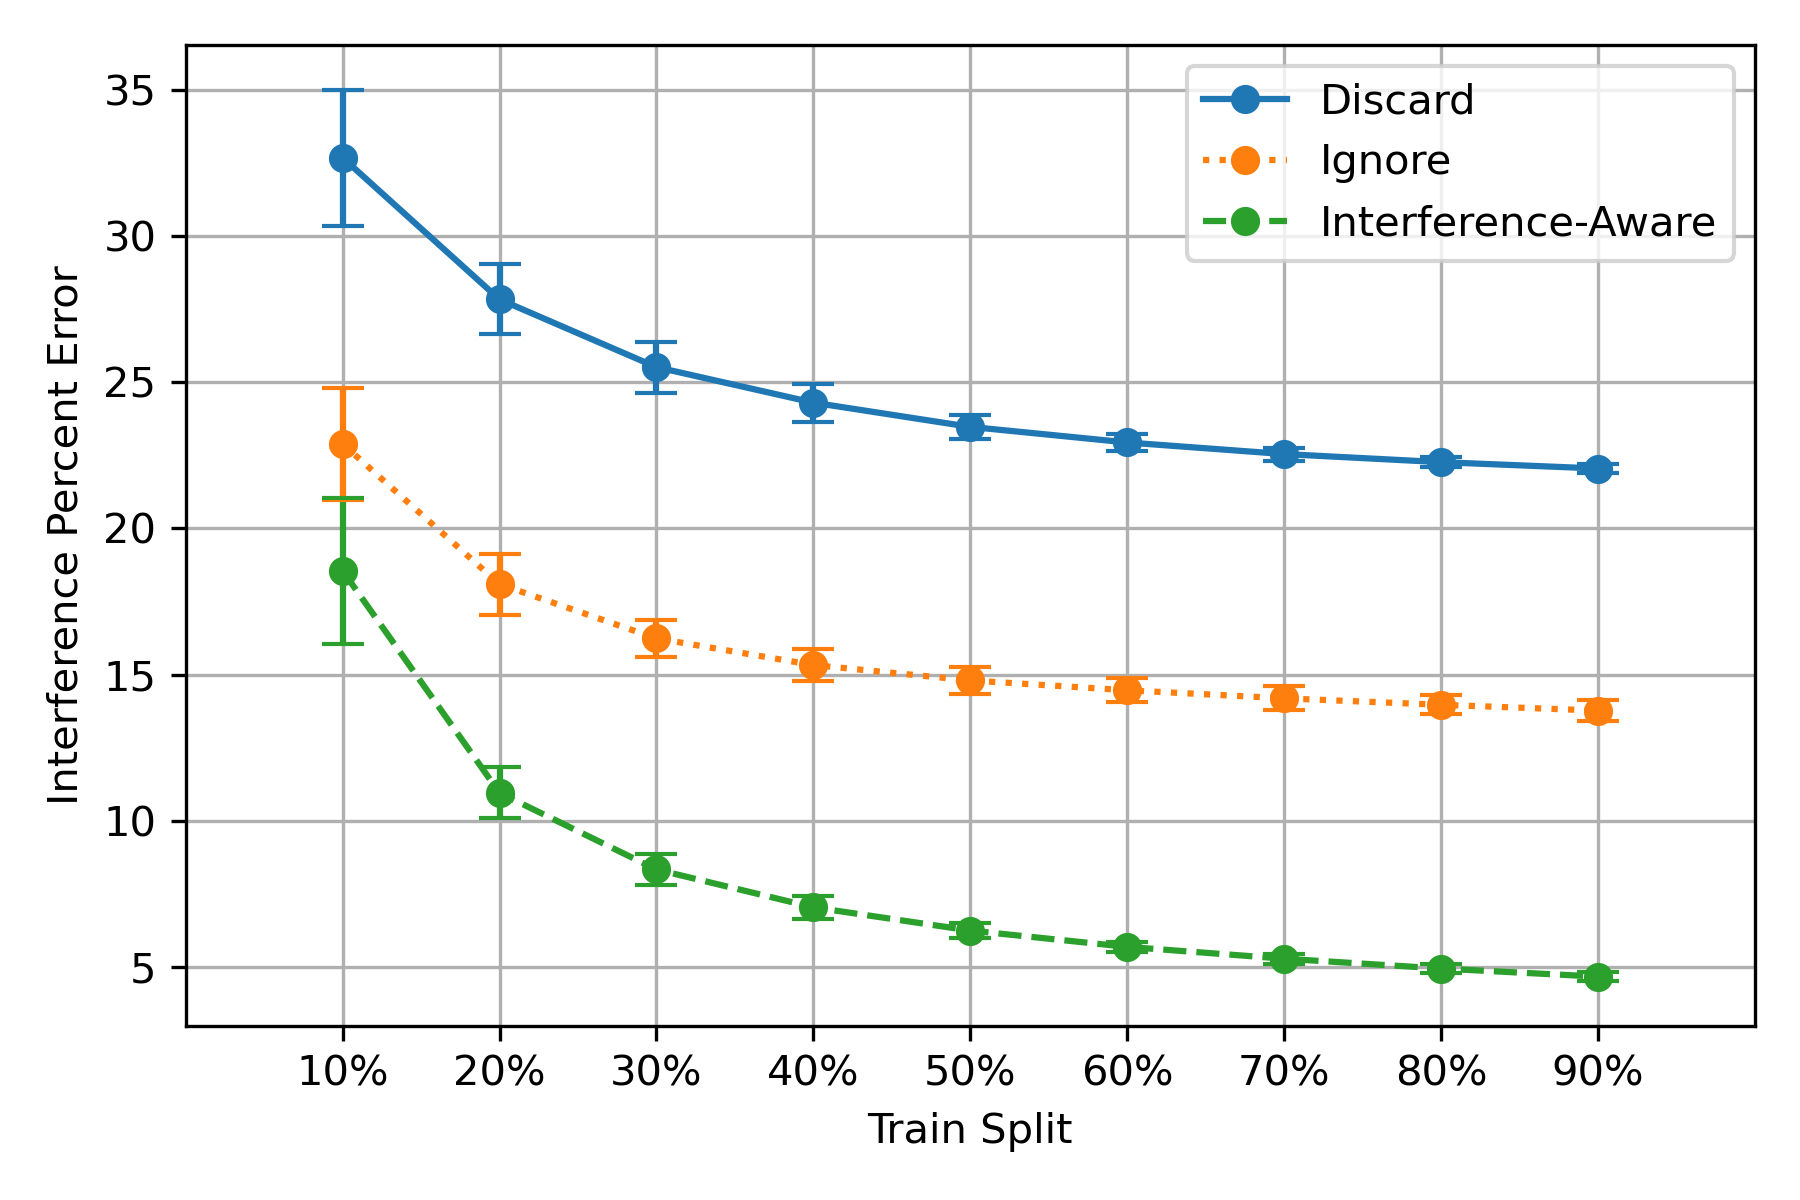 Interference Percent Error
35
30
25
20
15
10
5
Discard
Ignore
Interference-Aware
10% 20% 30% 40% 50% 60% 70% 80% 90%
Train Split